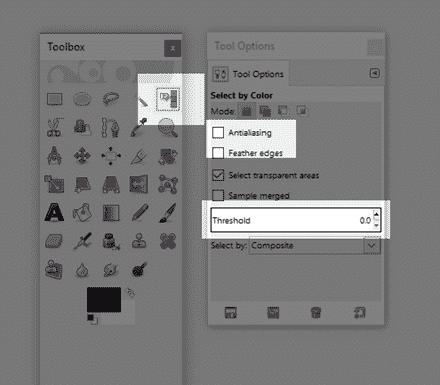 Toolbox
x
Tool Options
Tool Options
Select by Color
Mode:
Antialiasing
Feather edges
Select transparent areas
Sample merged
Threshold 0.0
Select by: Composite